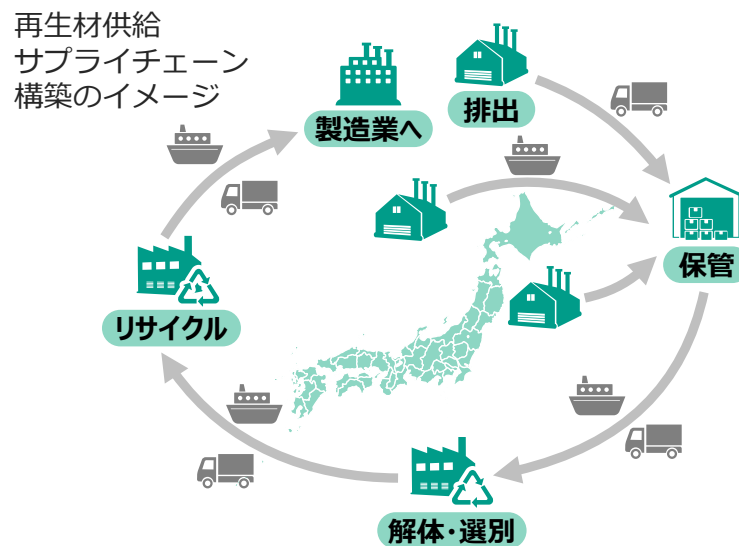 再生材供給
サプライチェーン
構築のイメージ
製造業へ
排出
保管
リサイクル
解体・選別